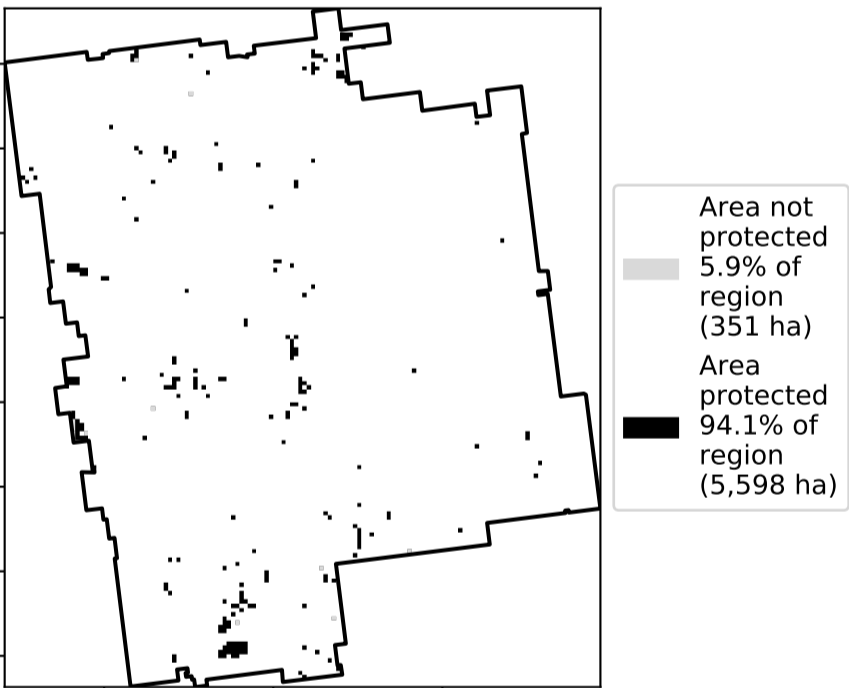 Area not
protected
5.9% of
region
(351 ha)
Area
protected
94.1% of
region
(5,598 ha)